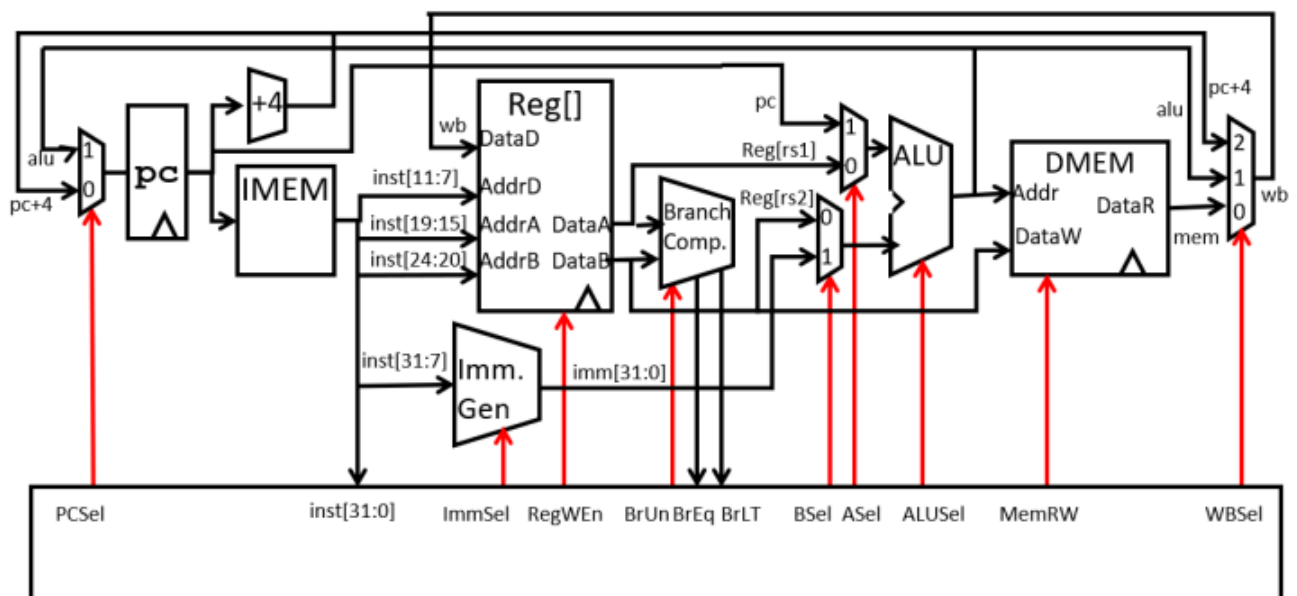 pc+4
alu
+4
pc
Reg[]
ALU
wb
DataD
DMEM
2
1
1
1
alu
pc
IMEM
inst[11:7]
AddrD
Reg[rs1]
0
Addr
0
pc+4
inst[19:15]
AddrA
DataA
Branch
Comp.
Reg[rs2]
0
DataR
0
wb
inst[24:20]
AddrB
DataB
1
DataW
mem
inst[31:7]
Imm.
Gen
imm[31:0]
PCSel
inst[31:0]
ImmSel
RegWEn
BrUn
BrEq
BrLT
BSel
ASel
ALUSel
MemRW
WBSel